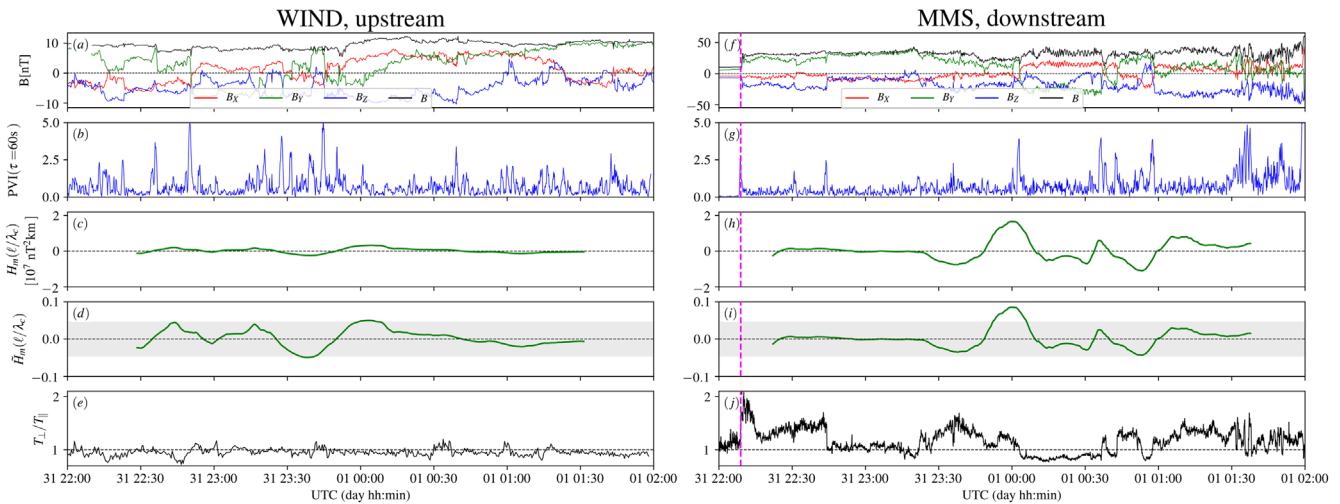 WIND, upstream
MMS, downstream
(a)
B[nT]
10
0
−10
B_X B_Y B_Z B
(b)
PVI(τ=60s)
5.0
2.5
0.0
(c)
H_m(ℓ/λ_c)
[10^7 nT^2km]
2
0
−2
(d)
H̃_m(ℓ/λ_c)
0.1
0.0
−0.1
(e)
T_⊥/T_∥
2
1
31 22:00 31 22:30 31 23:00 31 23:30 01 00:00 01 00:30 01 01:00 01 01:30 01 02:00
UTC (day hh:min)
(f)
50
0
−50
B_X B_Y B_Z B
(g)
5.0
2.5
0.0
(h)
2
0
−2
(i)
0.1
0.0
−0.1
(j)
2
1
31 22:00 31 22:30 31 23:00 31 23:30 01 00:00 01 00:30 01 01:00 01 01:30 01 02:00
UTC (day hh:min)